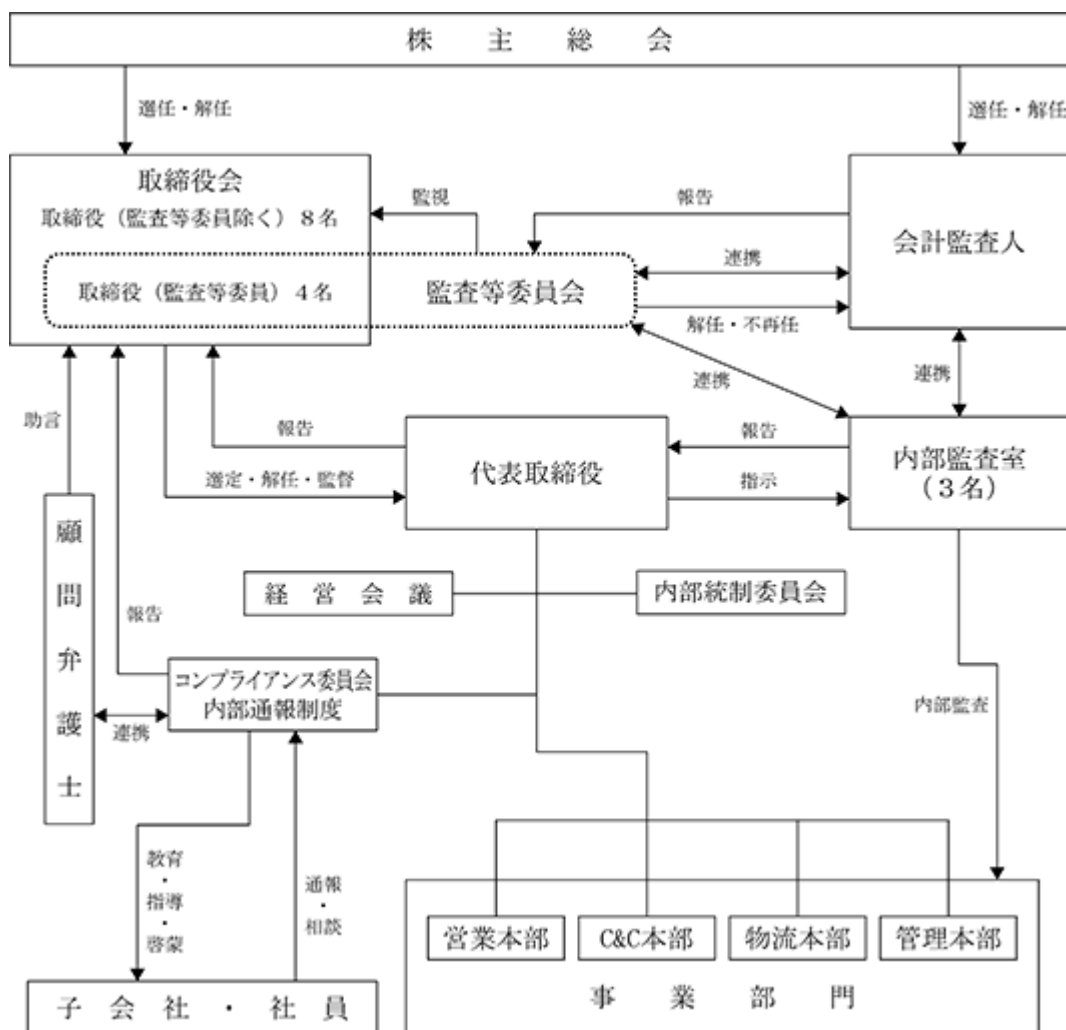 株主総会
選任・解任
選任・解任
取締役会
取締役（監査等委員除く）８名
取締役（監査等委員）４名
監査等委員会
監視
報告
会計監査人
連携
解任・不再任
連携
連携
助言
報告
選定・解任・監督
代表取締役
報告
指示
内部監査室
（３名）
顧問弁護士
経営会議
内部統制委員会
報告
コンプライアンス委員会
内部通報制度
連携
内部監査
教育・指導・啓蒙
通報・相談
営業本部
C&C本部
物流本部
管理本部
事業部門
子会社・社員